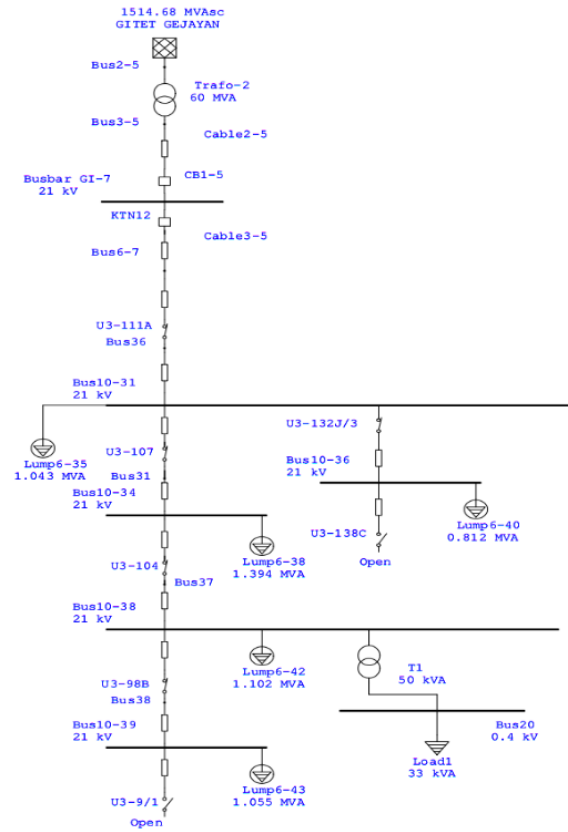 1514.68 MVAsc
GITET GEJAYAN
Bus2-5
Trafo-2
60 MVA
Bus3-5
Cable2-5
CB1-5
Busbar GI-7
21 kV
KTN12
Cable3-5
Bus6-7
U3-111A
Bus36
Bus10-31
21 kV
U3-132J/3
U3-107
Lump6-35
1.043 MVA
Bus31
Bus10-36
21 kV
Bus10-34
21 kV
Lump6-40
0.812 MVA
U3-138C
Open
Lump6-38
1.394 MVA
U3-104
Bus37
Bus10-38
21 kV
Lump6-42
1.102 MVA
T1
50 kVA
U3-98B
Bus38
Bus20
0.4 kV
Bus10-39
21 kV
Load1
33 kVA
Lump6-43
1.055 MVA
U3-9/1
Open